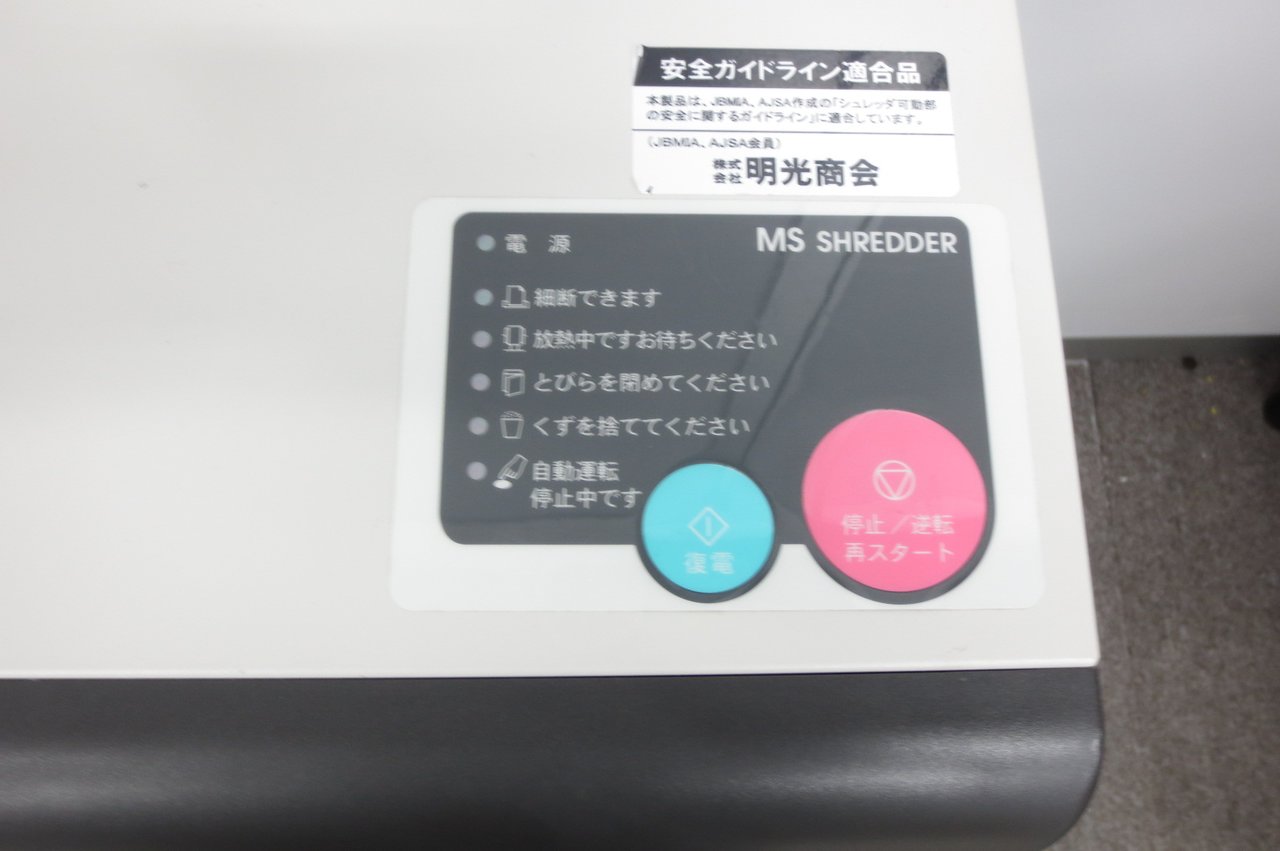 安全ガイドライン適合品
本製品は、JBMIA、AJSA作成の「シュレッダ可動部
の安全に関するガイドライン」に適合しています。
(JBMIA、AJSA会員)
株式会社 明光商会
電 源
MS SHREDDER
細断できます
放熱中ですお待ちください
とびらを閉めてください
くずを捨ててください
自動運転
停止中です
復電
停止/逆転
再スタート